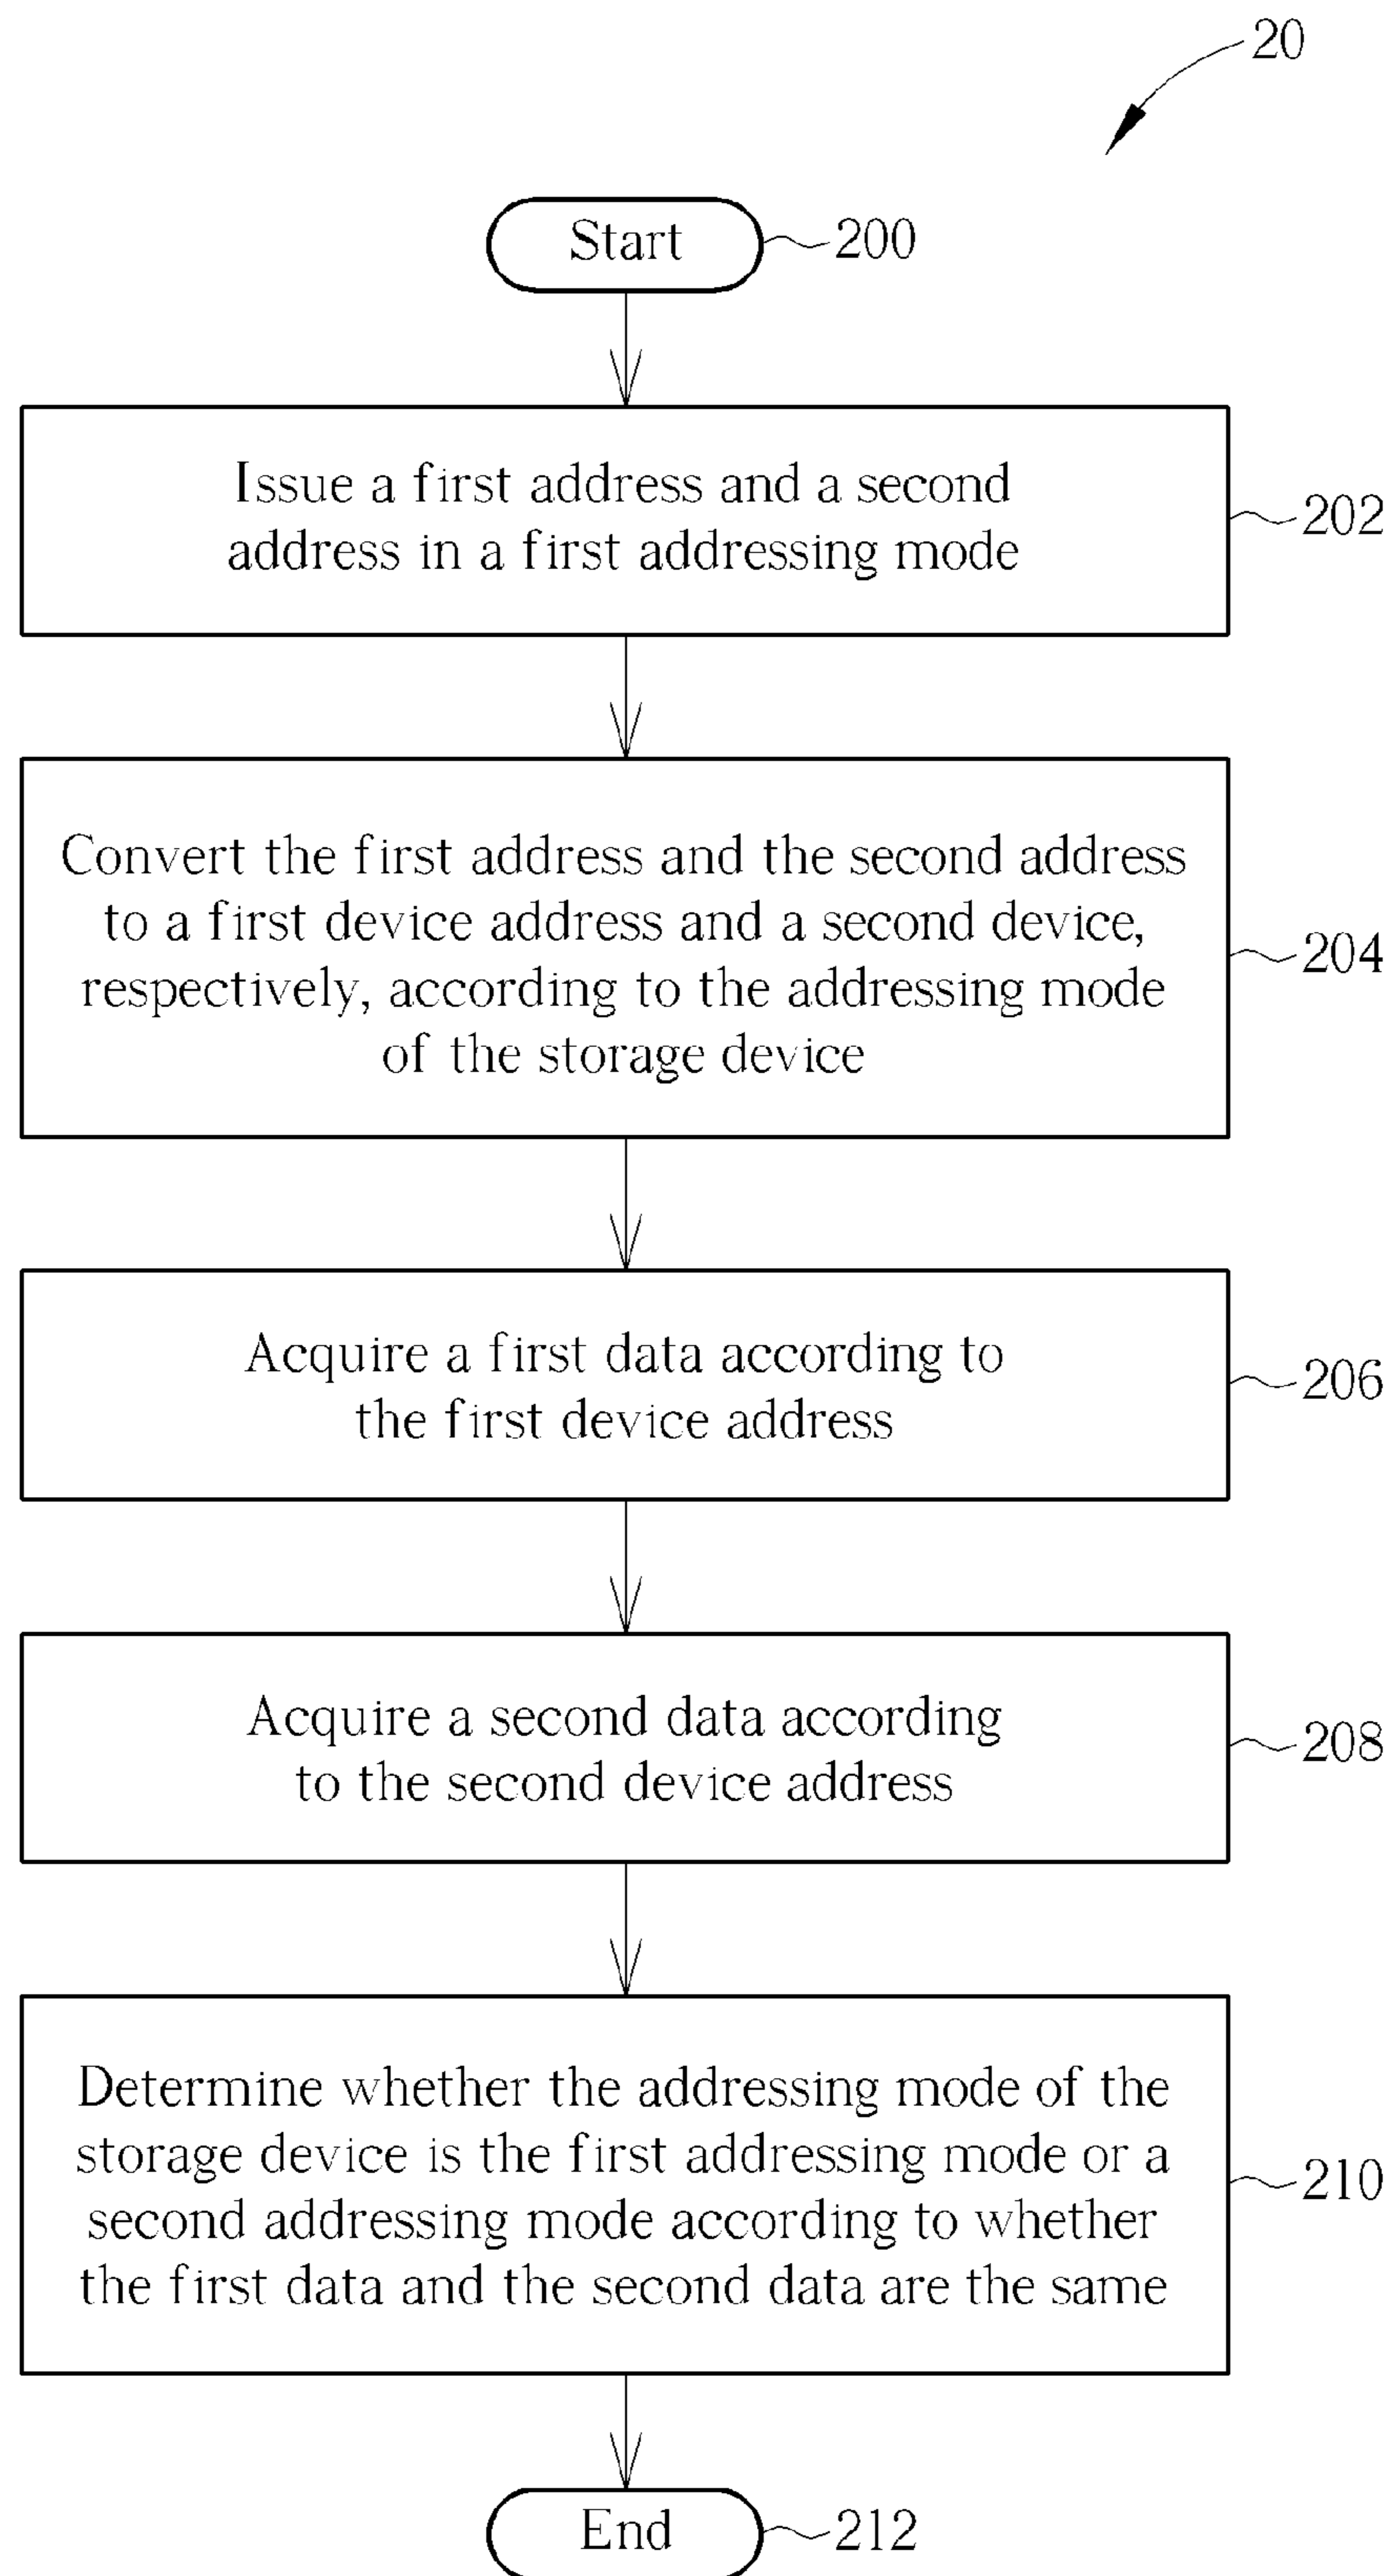 20
Start
200
Issue a first address and a second
address in a first addressing mode
202
Convert the first address and the second address
to a first device address and a second device,
respectively, according to the addressing mode
of the storage device
204
Acquire a first data according to
the first device address
206
Acquire a second data according
to the second device address
208
Determine whether the addressing mode of the
storage device is the first addressing mode or a
second addressing mode according to whether
the first data and the second data are the same
210
End
212